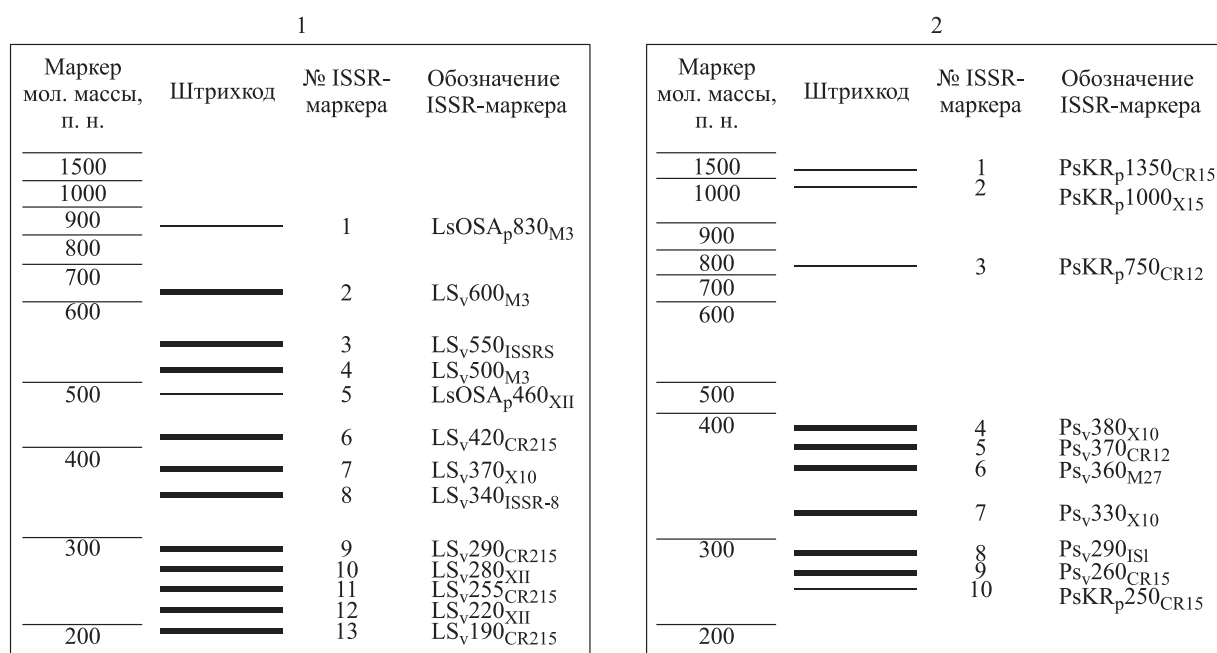 1
Маркер мол. массы, п. н. Штрихкод № ISSR-маркера Обозначение ISSR-маркера
1500
1000
900
1 LsOSAp830M3
800
700
2 LSv600M3
600
3 LSv550ISSRS
4 LSv500M3
500
5 LsOSAp460XII
6 LSv420CR215
400
7 LSv370X10
8 LSv340ISSR-8
300
9 LSv290CR215
10 LSv280XII
11 LSv255CR215
12 LSv220XII
13 LSv190CR215
200
2
Маркер мол. массы, п. н. Штрихкод № ISSR-маркера Обозначение ISSR-маркера
1500
1 PsKRp1350CR15
1000
2 PsKRp1000X15
900
800
3 PsKRp750CR12
700
600
500
400
4 Psv380X10
5 Psv370CR12
6 Psv360M27
7 Psv330X10
300
8 Psv290IS1
9 Psv260CR15
10 PsKRp250CR15
200